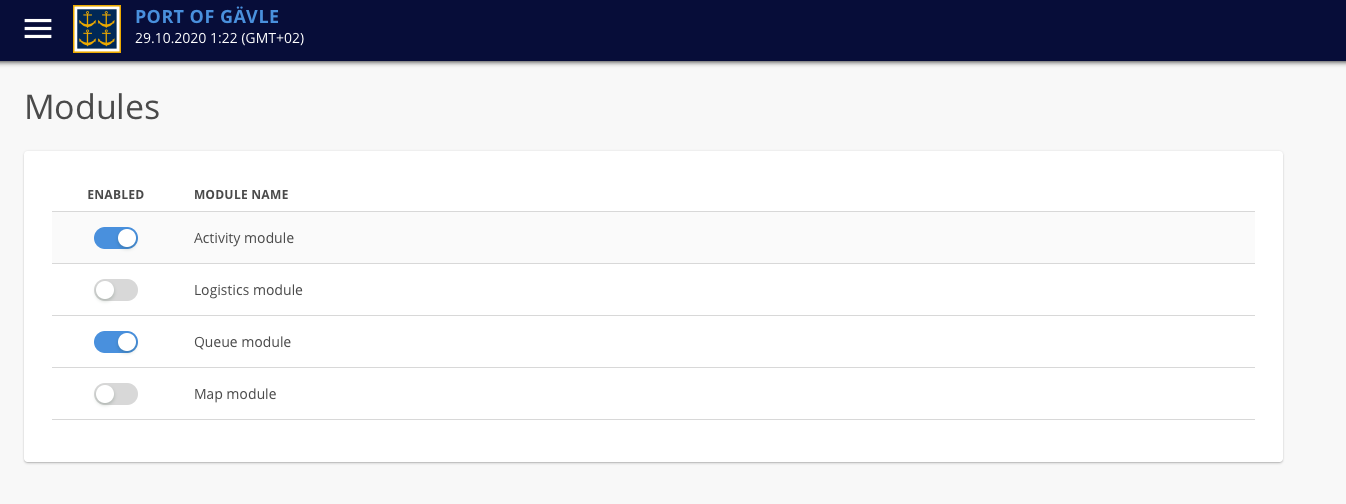 PORT OF GÄVLE
29.10.2020 1:22 (GMT+02)
Modules
ENABLED MODULE NAME
Activity module
Logistics module
Queue module
Map module